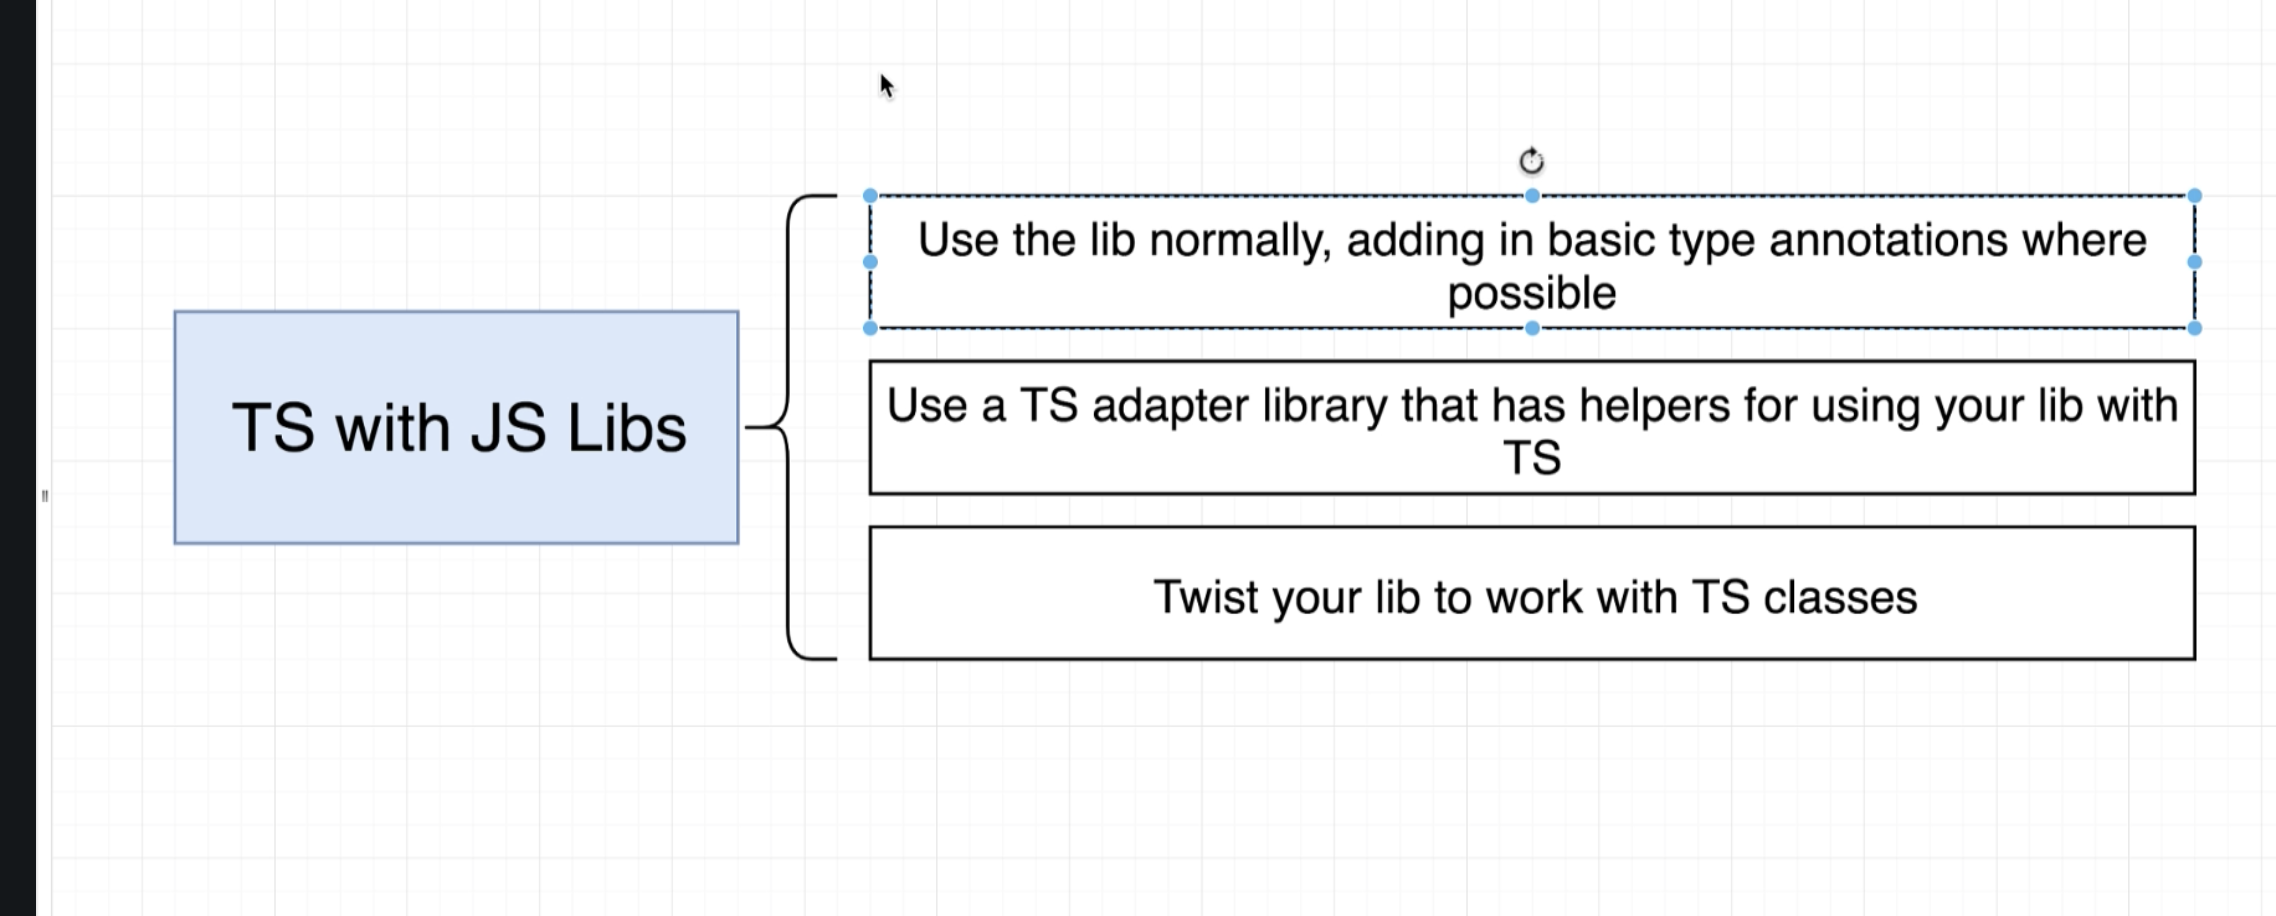 TS with JS Libs
Use the lib normally, adding in basic type annotations where
possible
Use a TS adapter library that has helpers for using your lib with
TS
Twist your lib to work with TS classes